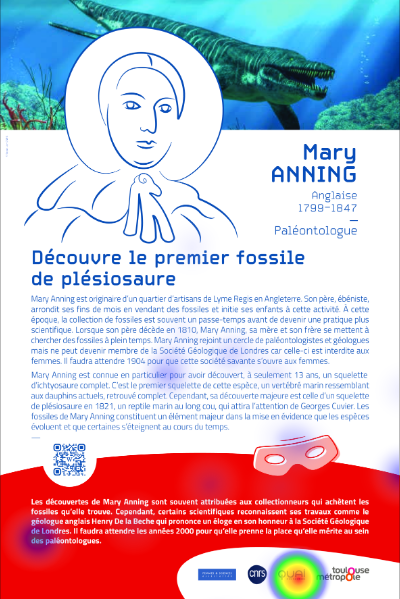 Mary
ANNING
Anglaise
1799-1847
Paléontologue
Découvre le premier fossile
de plésiosaure
Mary Anning est originaire d'un quartier d'artisans de Lyme Regis en Angleterre. Son père, ébéniste,
arrondit ses fins de mois en vendant des fossiles et initie ses enfants à cette activité. À cette
époque, la collection de fossiles est souvent un passe-temps avant de devenir une pratique plus
scientifique. Lorsque son père décède en 1810, Mary Anning, sa mère et son frère se mettent à
chercher des fossiles à plein temps. Mary Anning rejoint un cercle de paléontologistes et géologues
mais ne peut devenir membre de la Société Géologique de Londres car celle-ci est interdite aux
femmes. Il faudra attendre 1904 pour que cette société savante s'ouvre aux femmes.
Mary Anning est connue en particulier pour avoir découvert, à seulement 13 ans, un squelette
d'ichtyosaure complet. C'est le premier squelette de cette espèce, un vertébré marin ressemblant
aux dauphins actuels, retrouvé complet. Cependant, sa découverte majeure est celle d'un squelette
de plésiosaure en 1821, un reptile marin au long cou, qui attira l'attention de Georges Cuvier. Les
fossiles de Mary Anning constituent un élément majeur dans la mise en évidence que les espèces
évoluent et que certaines s'éteignent au cours du temps.
Les découvertes de Mary Anning sont souvent attribuées aux collectionneurs qui achètent les
fossiles qu'elle trouve. Cependant, certains scientifiques reconnaissent ses travaux comme le
géologue anglais Henry De la Beche qui prononce un éloge en son honneur à la Société Géologique
de Londres. Il faudra attendre les années 2000 pour qu'elle prenne la place qu'elle mérite au sein
des paléontologues.
cnrs
toulouse
métropole